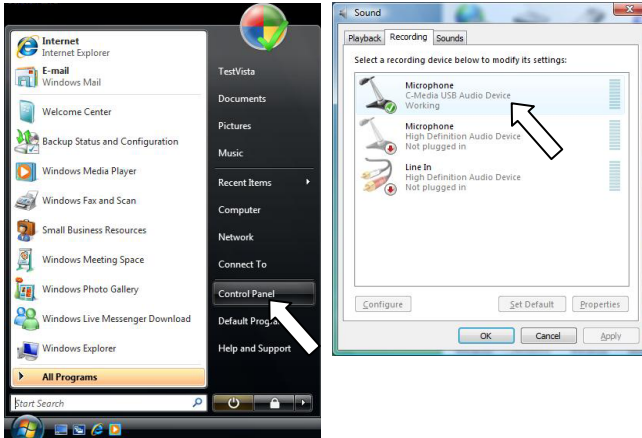 Internet
Internet Explorer
E-mail
Windows Mail
Welcome Center
Backup Status and Configuration
Windows Media Player
Windows Fax and Scan
Small Business Resources
Windows Meeting Space
Windows Photo Gallery
Windows Live Messenger Download
Windows Explorer
All Programs
Start Search
TestVista
Documents
Pictures
Music
Recent Items
Computer
Network
Connect To
Control Panel
Default
Help and Support
Sound
Playback Recording Sounds
Select a recording device below to modify its settings:
Microphone
C-Media USB Audio Device
Working
Microphone
High Definition Audio Device
Not plugged in
Line In
High Definition Audio Device
Not plugged in
Configure Set Default Properties
OK Cancel Apply